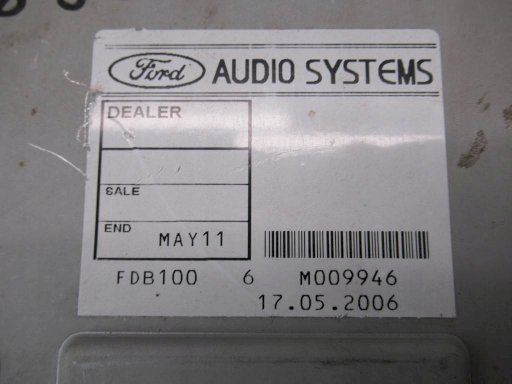 Ford AUDIO SYSTEMS
DEALER
SALE
END MAY11
FDB100 6 M009946
17.05.2006